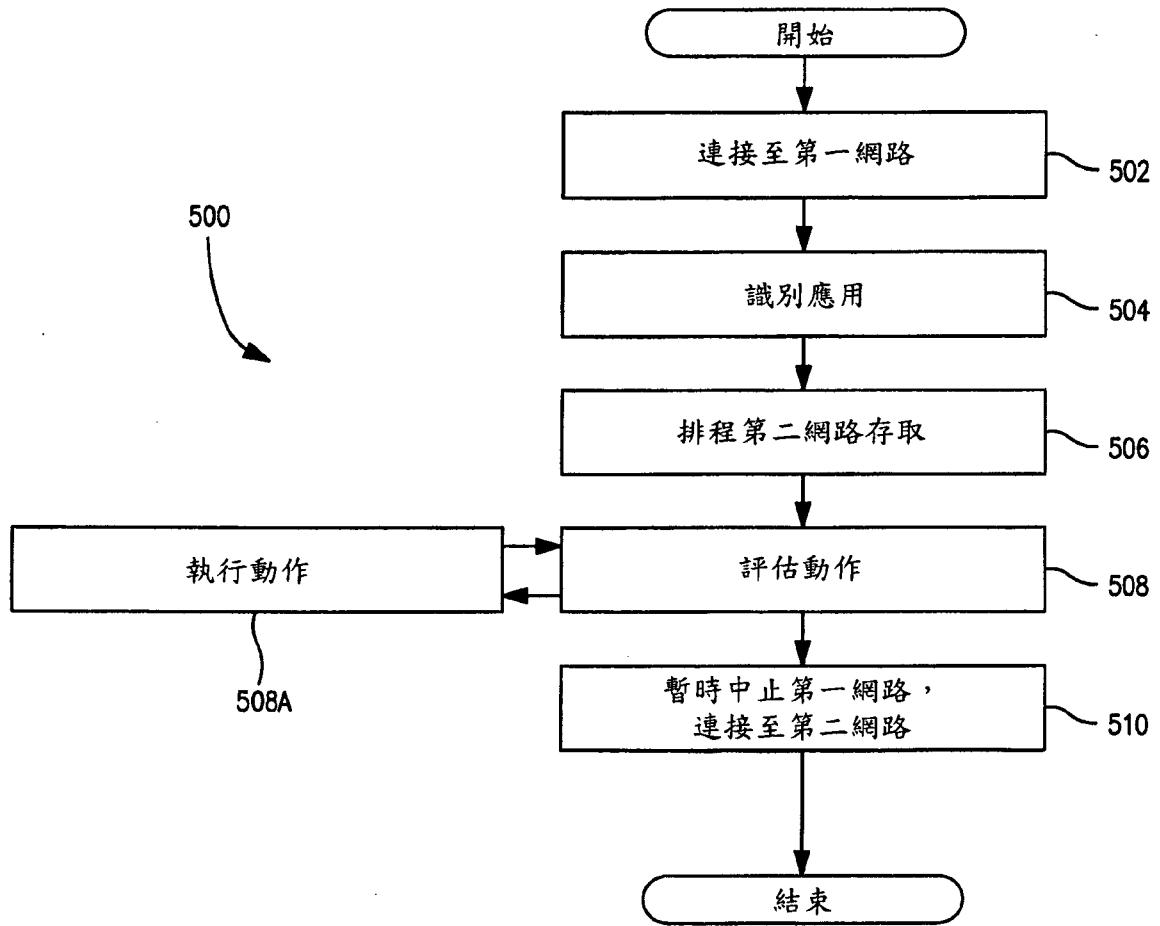 開始
連接至第一網路
502
500
識別應用
504
排程第二網路存取
506
執行動作
評估動作
508
508A
暫時中止第一網路，
連接至第二網路
510
結束